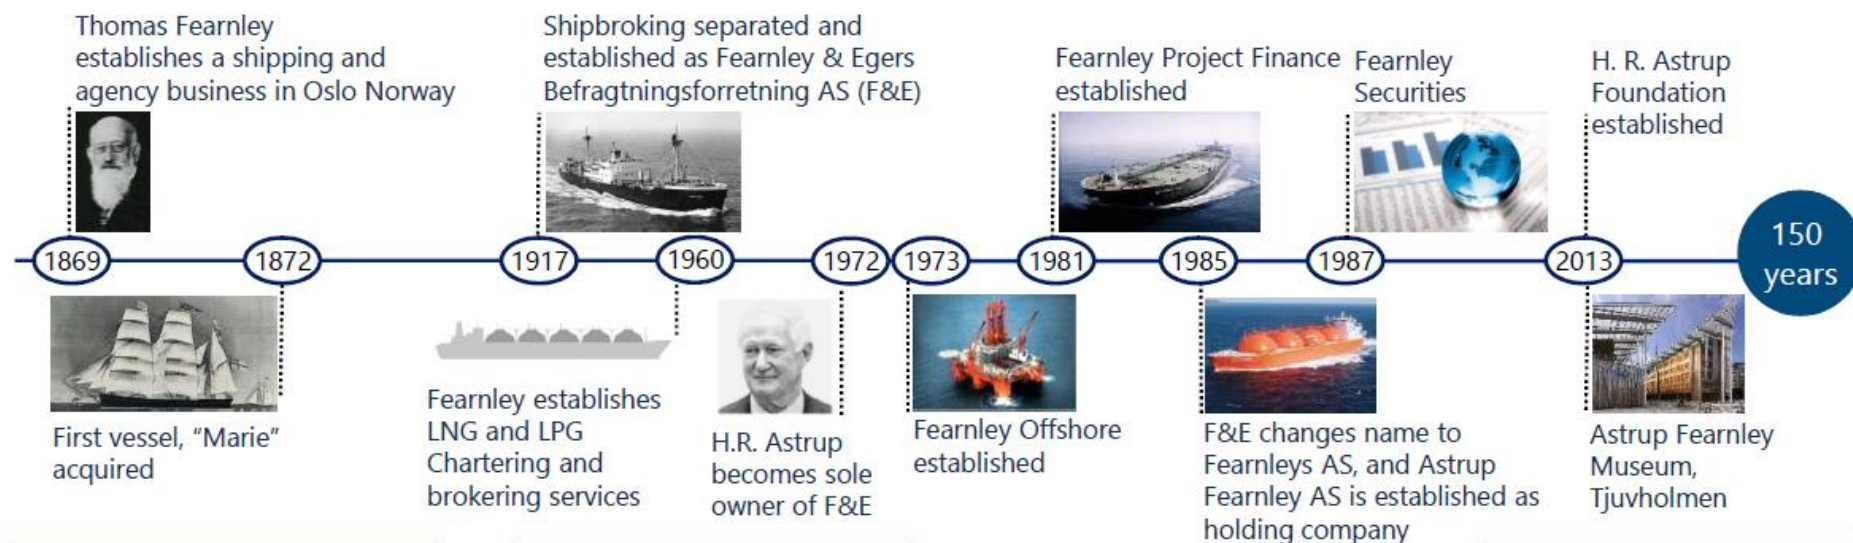 Thomas Fearnley
establishes a shipping and
agency business in Oslo Norway
Shipbroking separated and
established as Fearnley & Egers
Befragtningsforretning AS (F&E)
Fearnley Project Finance
established
Fearnley
Securities
H. R. Astrup
Foundation
established
1869
1872
1917
1960
1972
1973
1981
1985
1987
2013
150
years
First vessel, "Marie"
acquired
Fearnley establishes
LNG and LPG
Chartering and
brokering services
H.R. Astrup
becomes sole
owner of F&E
Fearnley Offshore
established
F&E changes name to
Fearnleys AS, and Astrup
Fearnley AS is established as
holding company
Astrup Fearnley
Museum,
Tjuvholmen